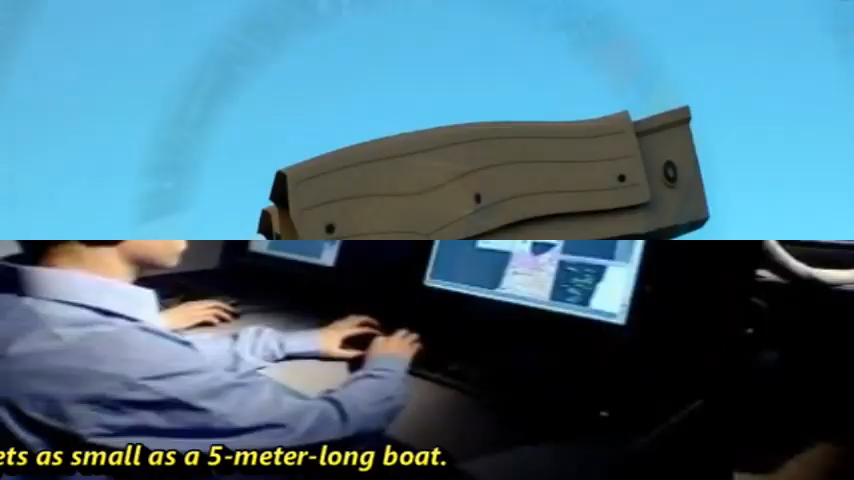 ets as small as a 5-meter-long boat.